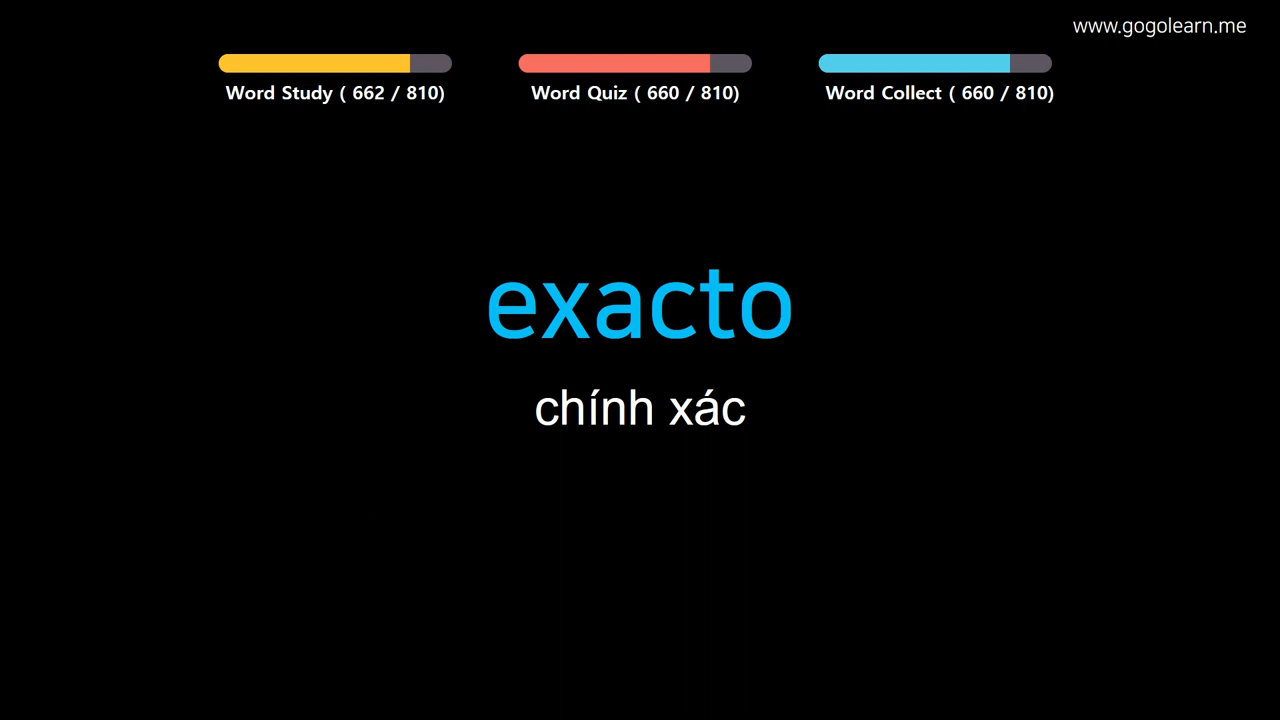 www.gogolearn.me
Word Study ( 662 / 810)
Word Quiz ( 660 / 810)
Word Collect ( 660 / 810)
exacto
chính xác